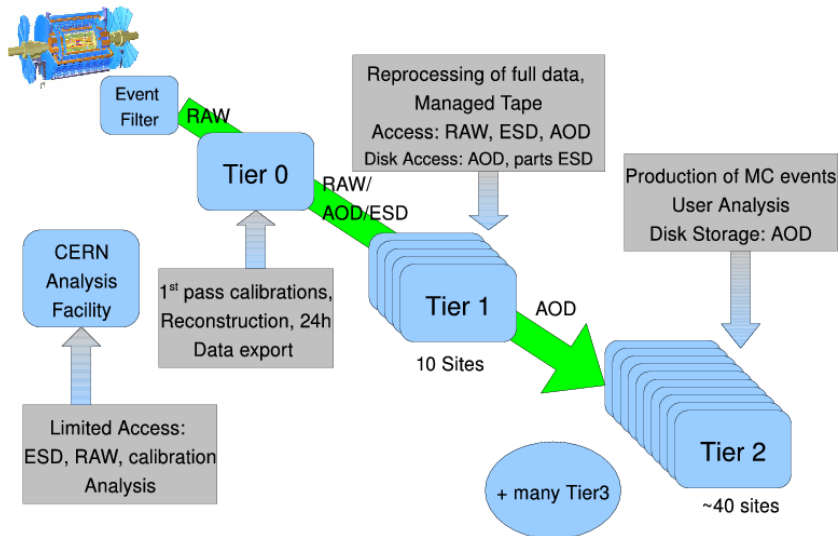 Event
Filter
RAW
Tier 0
RAW/
AOD/ESD
Reprocessing of full data,
Managed Tape
Access: RAW, ESD, AOD
Disk Access: AOD, parts ESD
Production of MC events
User Analysis
Disk Storage: AOD
CERN
Analysis
Facility
1st pass calibrations,
Reconstruction, 24h
Data export
Tier 1
10 Sites
AOD
Limited Access:
ESD, RAW, calibration
Analysis
+ many Tier3
Tier 2
~40 sites